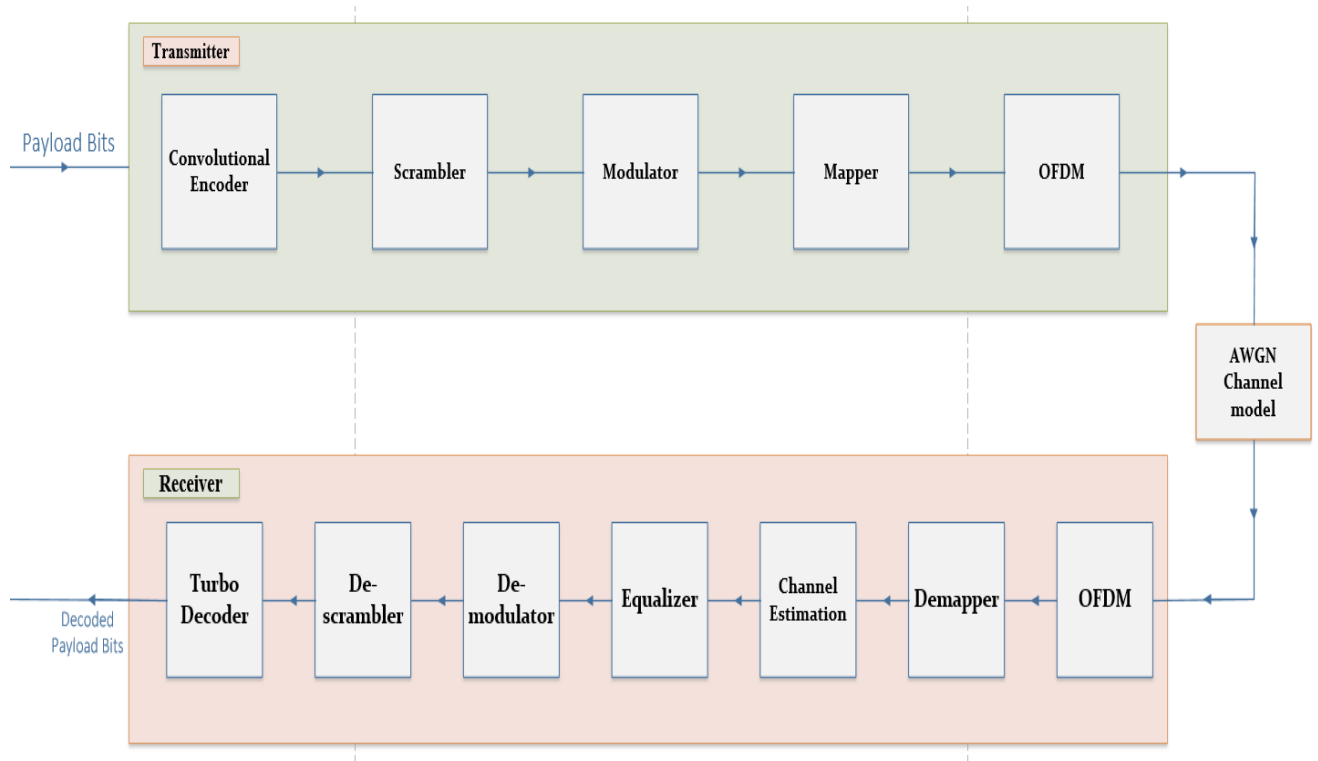 Transmitter
Payload Bits
Convolutional
Encoder
Scrambler
Modulator
Mapper
OFDM
AWGN
Channel
model
Receiver
Turbo
Decoder
De-
scrambler
De-
modulator
Equalizer
Channel
Estimation
Demapper
OFDM
Decoded
Payload Bits